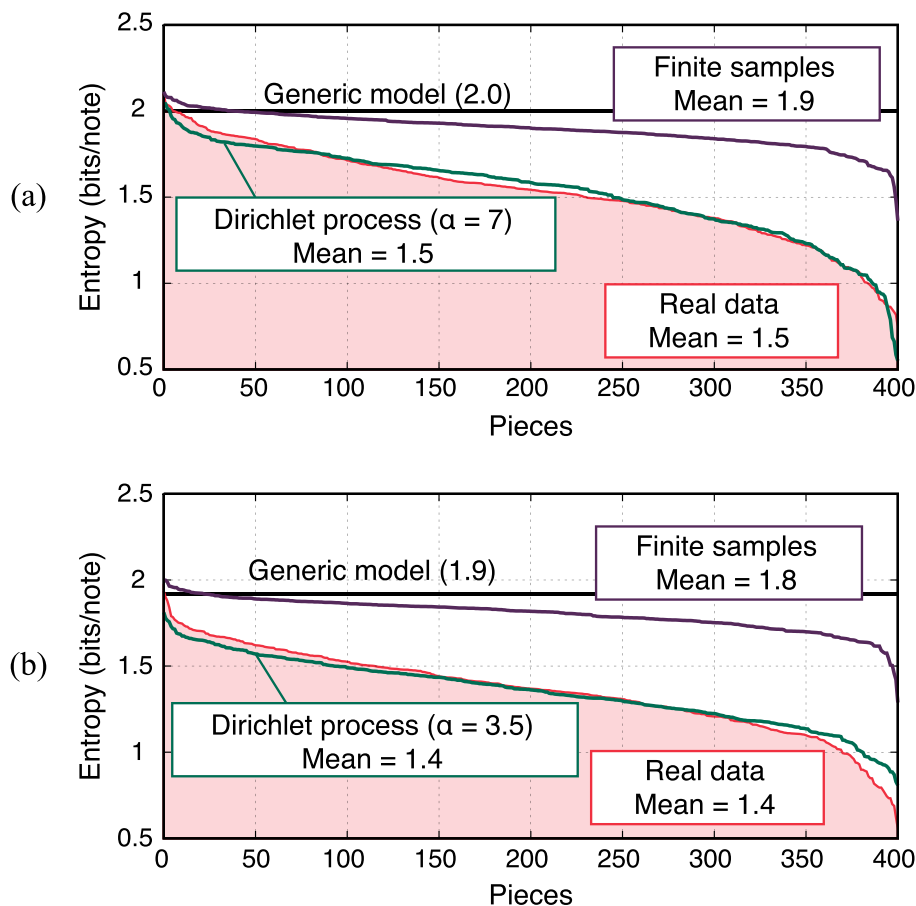 (a)
Entropy (bits/note)
2.5
2
1.5
1
0.5
Generic model (2.0)
Finite samples
Mean = 1.9
Dirichlet process (α = 7)
Mean = 1.5
Real data
Mean = 1.5
0 50 100 150 200 250 300 350 400
Pieces
(b)
Entropy (bits/note)
2.5
2
1.5
1
0.5
Generic model (1.9)
Finite samples
Mean = 1.8
Dirichlet process (α = 3.5)
Mean = 1.4
Real data
Mean = 1.4
0 50 100 150 200 250 300 350 400
Pieces